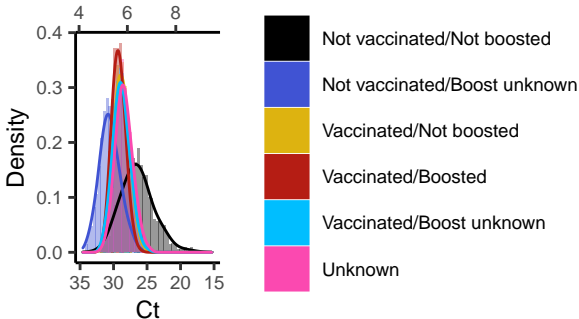 4 6 8
0.4
0.3
0.2
0.1
0.0
Density
35 30 25 20 15
Ct
Not vaccinated/Not boosted
Not vaccinated/Boost unknown
Vaccinated/Not boosted
Vaccinated/Boosted
Vaccinated/Boost unknown
Unknown